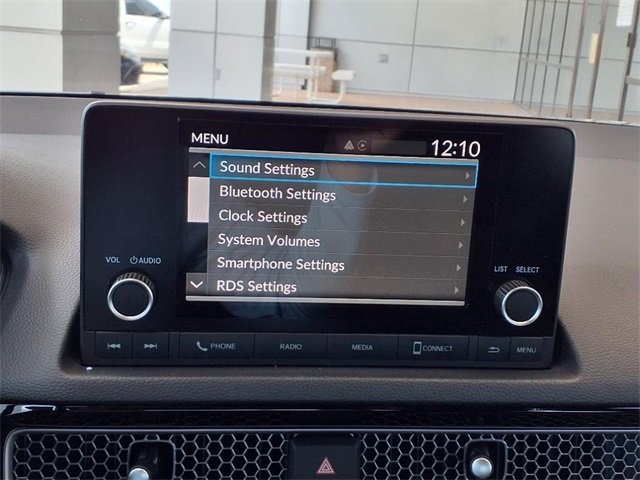 MENU 12:10
Sound Settings
Bluetooth Settings
Clock Settings
System Volumes
Smartphone Settings
RDS Settings
VOL AUDIO
LIST SELECT
PHONE RADIO MEDIA CONNECT MENU